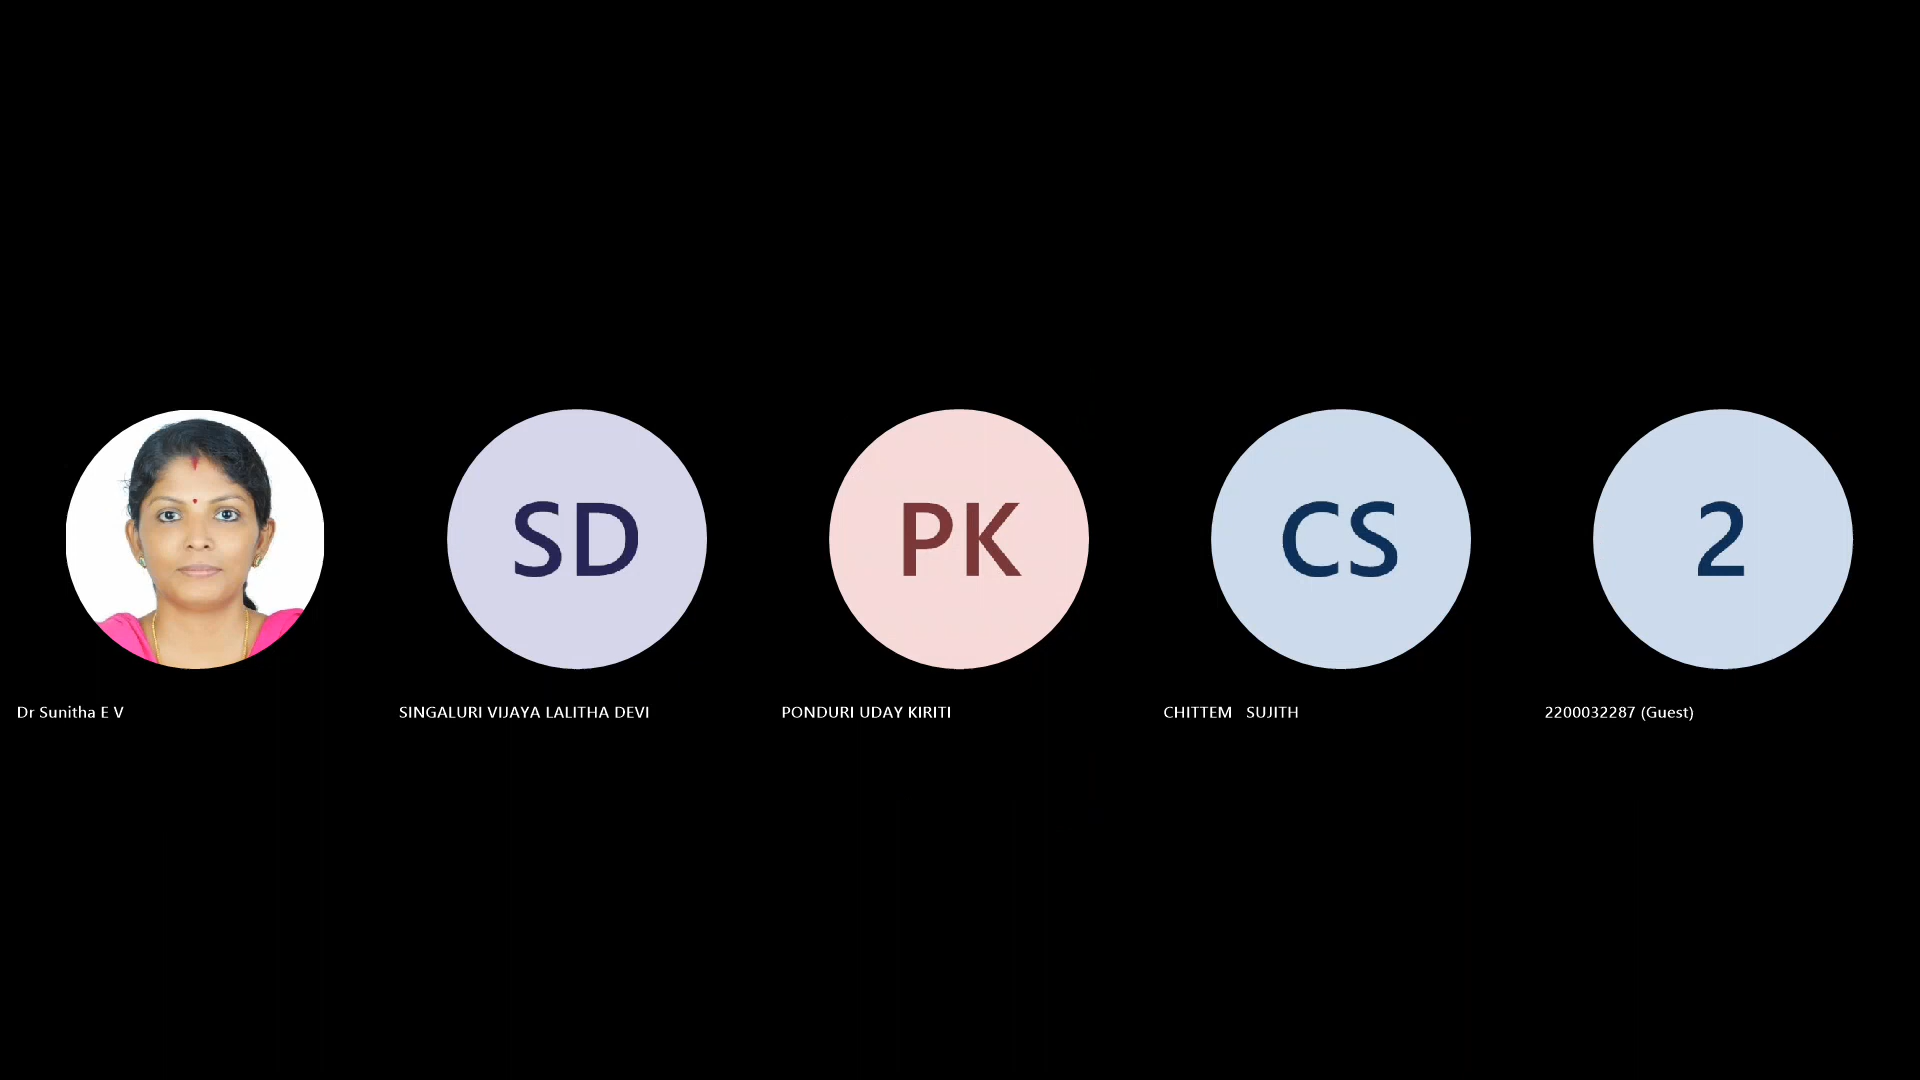 SD
PK
CS
2
Dr Sunitha E V
SINGALURI VIJAYA LALITHA DEVI
PONDURI UDAY KIRITI
CHITTEM   SUJITH
2200032287 (Guest)